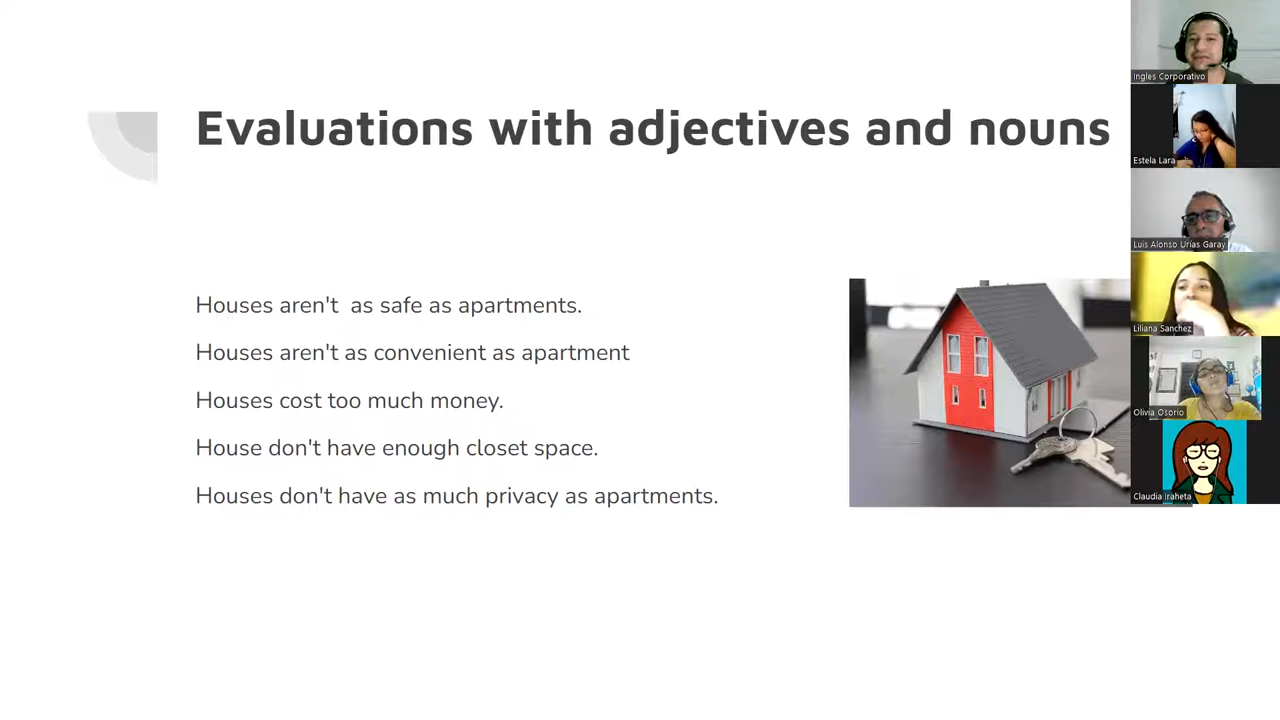 Evaluations with adjectives and nouns
Houses aren't  as safe as apartments.
Houses aren't as convenient as apartment
Houses cost too much money.
House don't have enough closet space.
Houses don't have as much privacy as apartments.
Ingles Corporativo
Estela Lara
Luis Alonso Urías Garay
Liliana Sanchez
Olivia Osorio
Claudia Iraheta